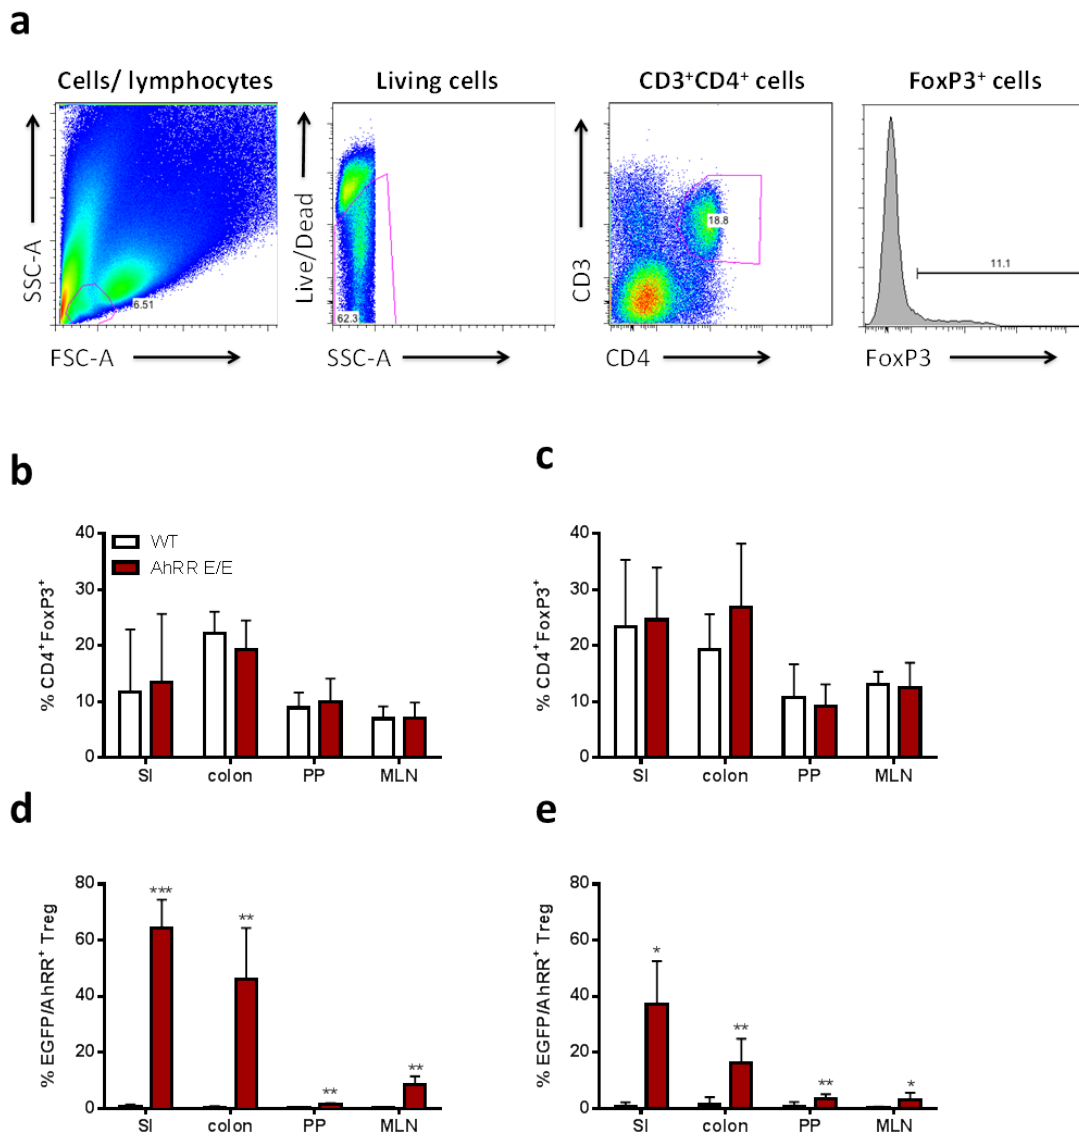 a
Cells/ lymphocytes
Living cells
CD3⁺CD4⁺ cells
FoxP3⁺ cells
SSC-A
6.51
FSC-A
Live/Dead
62.3
SSC-A
CD3
18.8
CD4
11.1
FoxP3
b
% CD4⁺FoxP3⁺
40
30
20
10
0
WT
AhRR E/E
SI colon PP MLN
c
% CD4⁺FoxP3⁺
40
30
20
10
0
SI colon PP MLN
d
% EGFP/AhRR⁺ Treg
80
60
40
20
0
*** ** ** **
SI colon PP MLN
e
% EGFP/AhRR⁺ Treg
80
60
40
20
0
* ** ** *
SI colon PP MLN